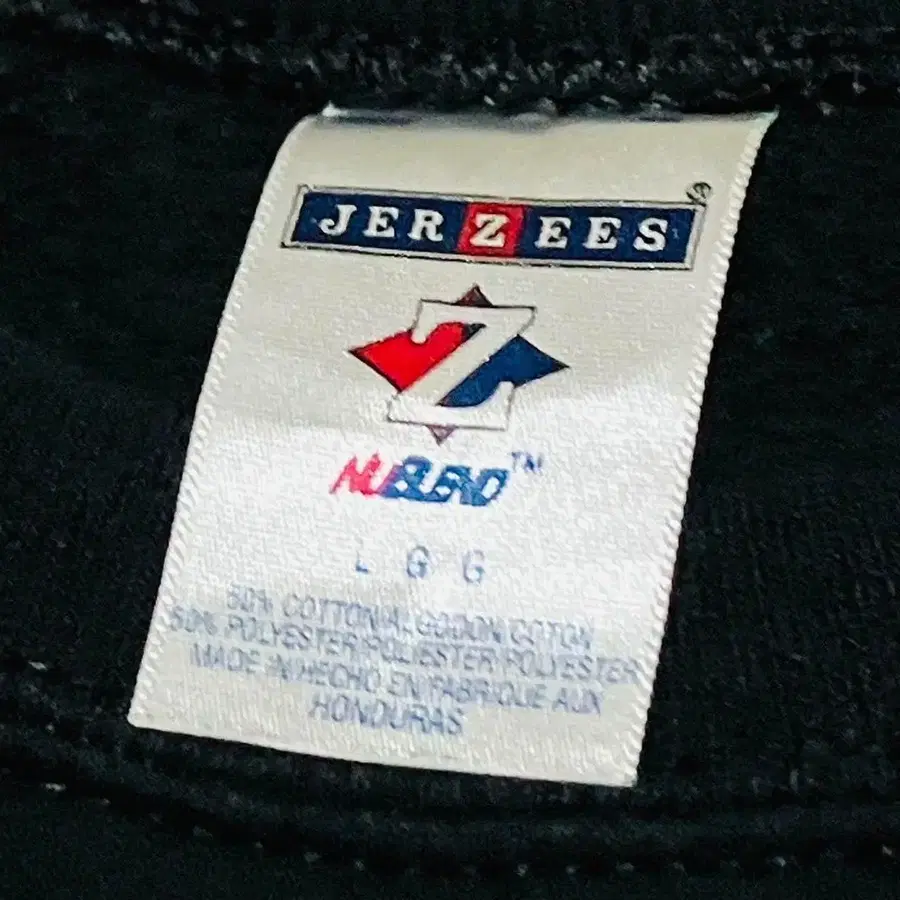 JERZEES®
Z
NUBLEND™
L G G
50% COTTON/ALGODON/COTON
50% POLYESTER/POLIESTER/POLYESTER
MADE IN/HECHO EN/FABRIQUE AUX
HONDURAS